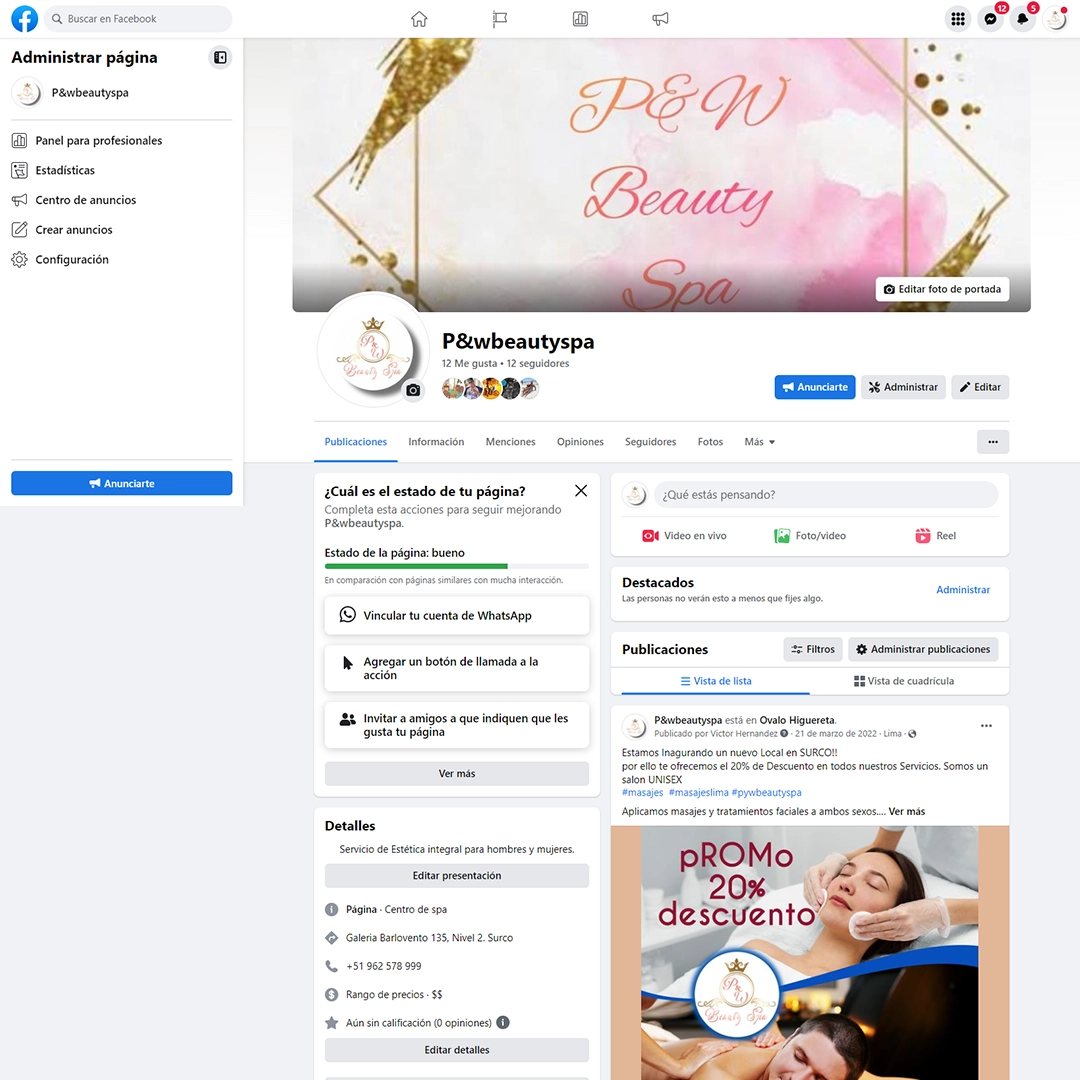 Buscar en Facebook
12
5
Administrar página
P&wbeautyspa
Panel para profesionales
Estadísticas
Centro de anuncios
Crear anuncios
Configuración
Anunciarte
P&W
Beauty
Spa
Editar foto de portada
P&W
Beauty Spa
P&wbeautyspa
12 Me gusta • 12 seguidores
Anunciarte
Administrar
Editar
Publicaciones
Información
Menciones
Opiniones
Seguidores
Fotos
Más
¿Cuál es el estado de tu página?
Completa esta acciones para seguir mejorando
P&wbeautyspa.
Estado de la página: bueno
En comparación con páginas similares con mucha interacción.
Vincular tu cuenta de WhatsApp
Agregar un botón de llamada a la
acción
Invitar a amigos a que indiquen que les
gusta tu página
Ver más
Detalles
Servicio de Estética integral para hombres y mujeres.
Editar presentación
Página · Centro de spa
Galeria Barlovento 135, Nivel 2. Surco
+51 962 578 999
Rango de precios · $$
Aún sin calificación (0 opiniones)
Editar detalles
¿Qué estás pensando?
Video en vivo
Foto/video
Reel
Destacados
Las personas no verán esto a menos que fijes algo.
Administrar
Publicaciones
Filtros
Administrar publicaciones
Vista de lista
Vista de cuadrícula
P&wbeautyspa está en Ovalo Higuereta.
Publicado por Victor Hernandez · 21 de marzo de 2022 · Lima ·
Estamos Inagurando un nuevo Local en SURCO!!
por ello te ofrecemos el 20% de Descuento en todos nuestros Servicios. Somos un
salon UNISEX
#masajes #masajeslima #pywbeautyspa
Aplicamos masajes y tratamientos faciales a ambos sexos.... Ver más
pROMo
20%
descuento
P&W
Beauty Spa